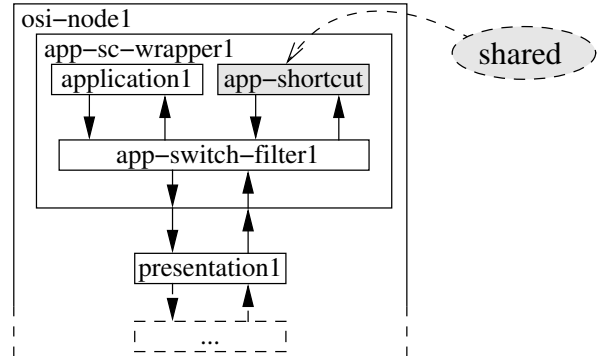 osi−node1
app−sc−wrapper1
application1
app−shortcut
shared
app−switch−filter1
presentation1
...